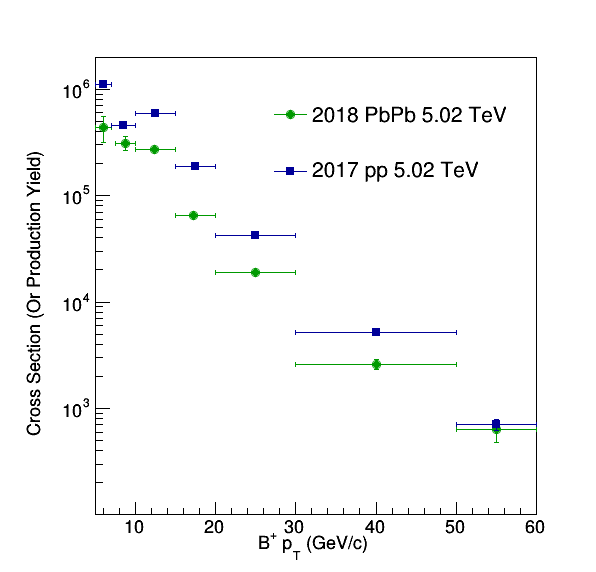 10⁶
10⁵
10⁴
10³
Cross Section (Or Production Yield)
2018 PbPb 5.02 TeV
2017 pp 5.02 TeV
10 20 30 40 50 60
B⁺ p_T (GeV/c)